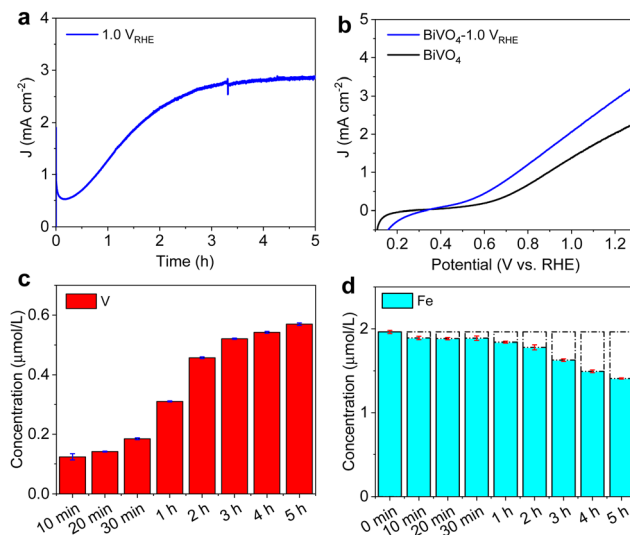 a
1.0 V_RHE
J (mA cm⁻²)
4
3
2
1
0
0 1 2 3 4 5
Time (h)
b
BiVO₄-1.0 V_RHE
BiVO₄
J (mA cm⁻²)
5
4
3
2
1
0
0.2 0.4 0.6 0.8 1.0 1.2
Potential (V vs. RHE)
c
V
Concentration (μmol/L)
0.6
0.4
0.2
0.0
10 min 20 min 30 min 1 h 2 h 3 h 4 h 5 h
d
Fe
Concentration (μmol/L)
2
1
0
0 min 10 min 20 min 30 min 1 h 2 h 3 h 4 h 5 h